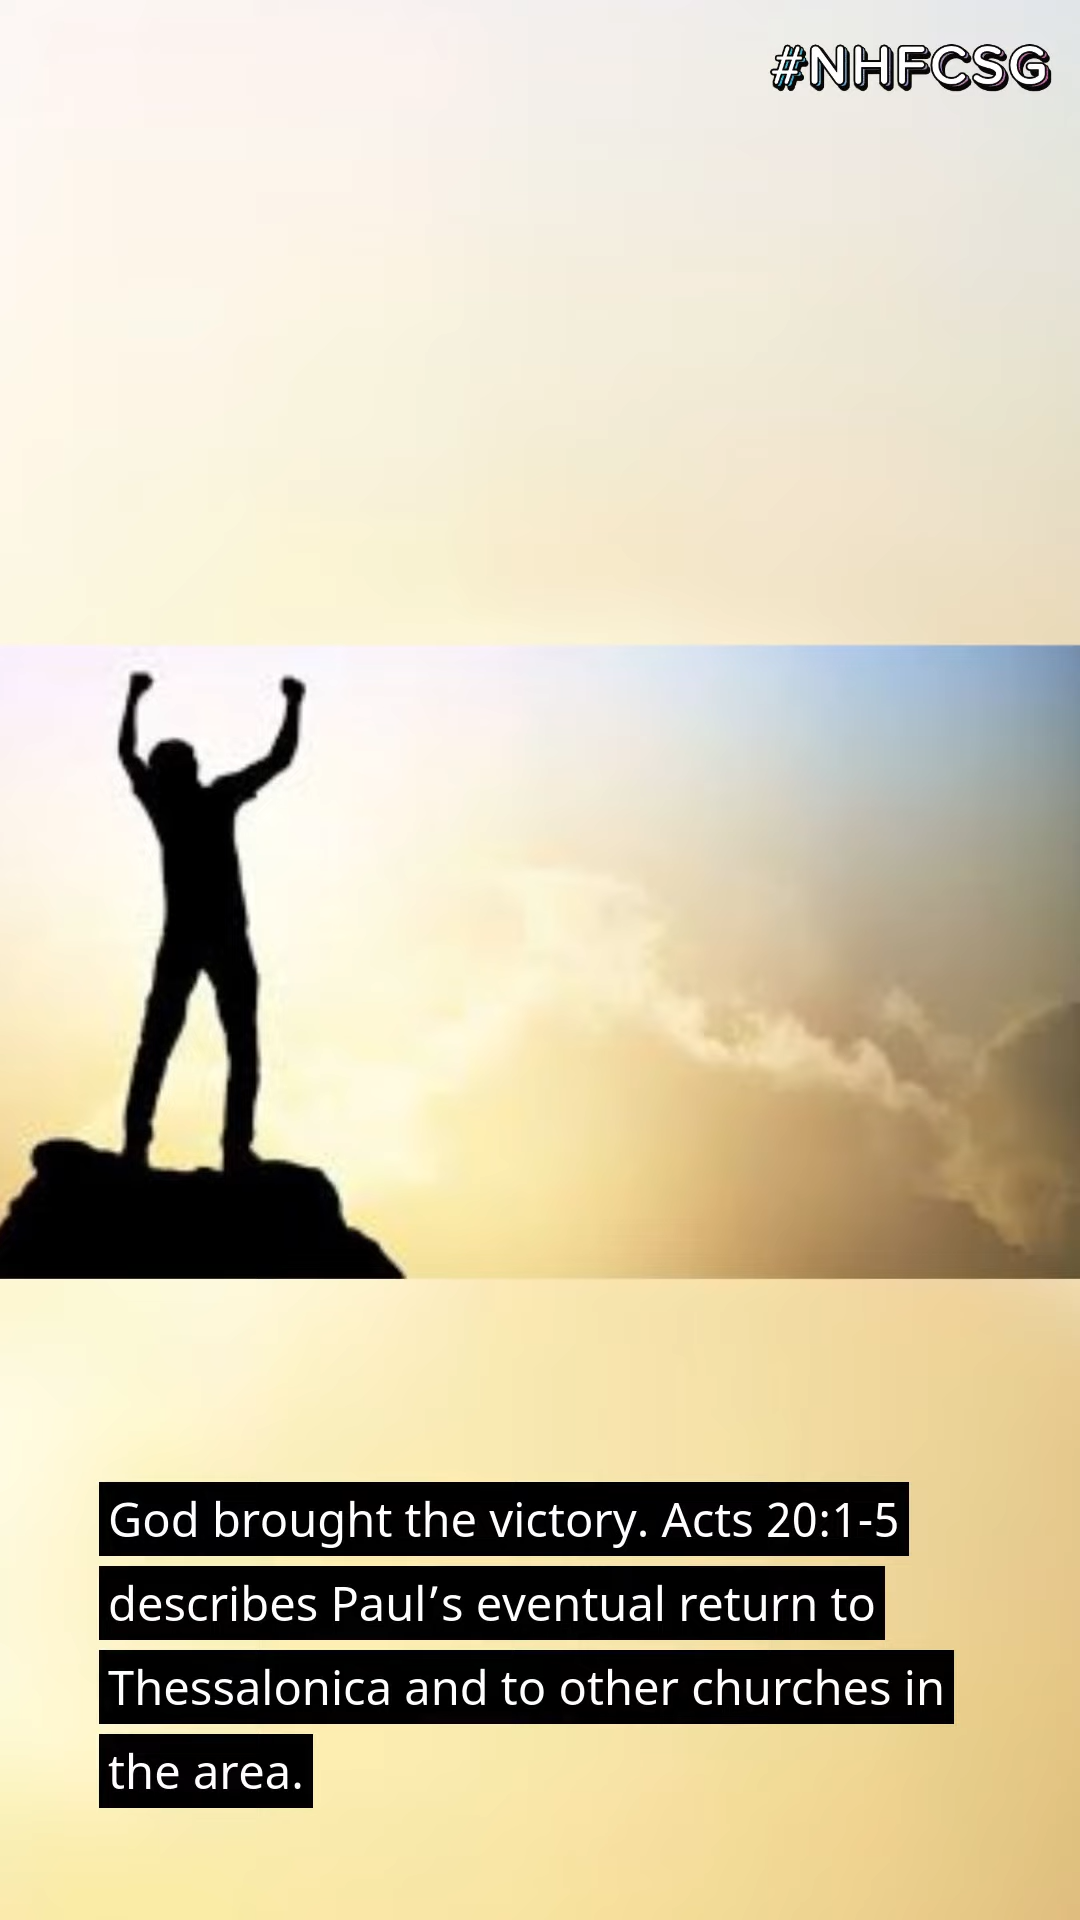 #NHFCSG
God brought the victory. Acts 20:1-5
describes Paul’s eventual return to
Thessalonica and to other churches in
the area.